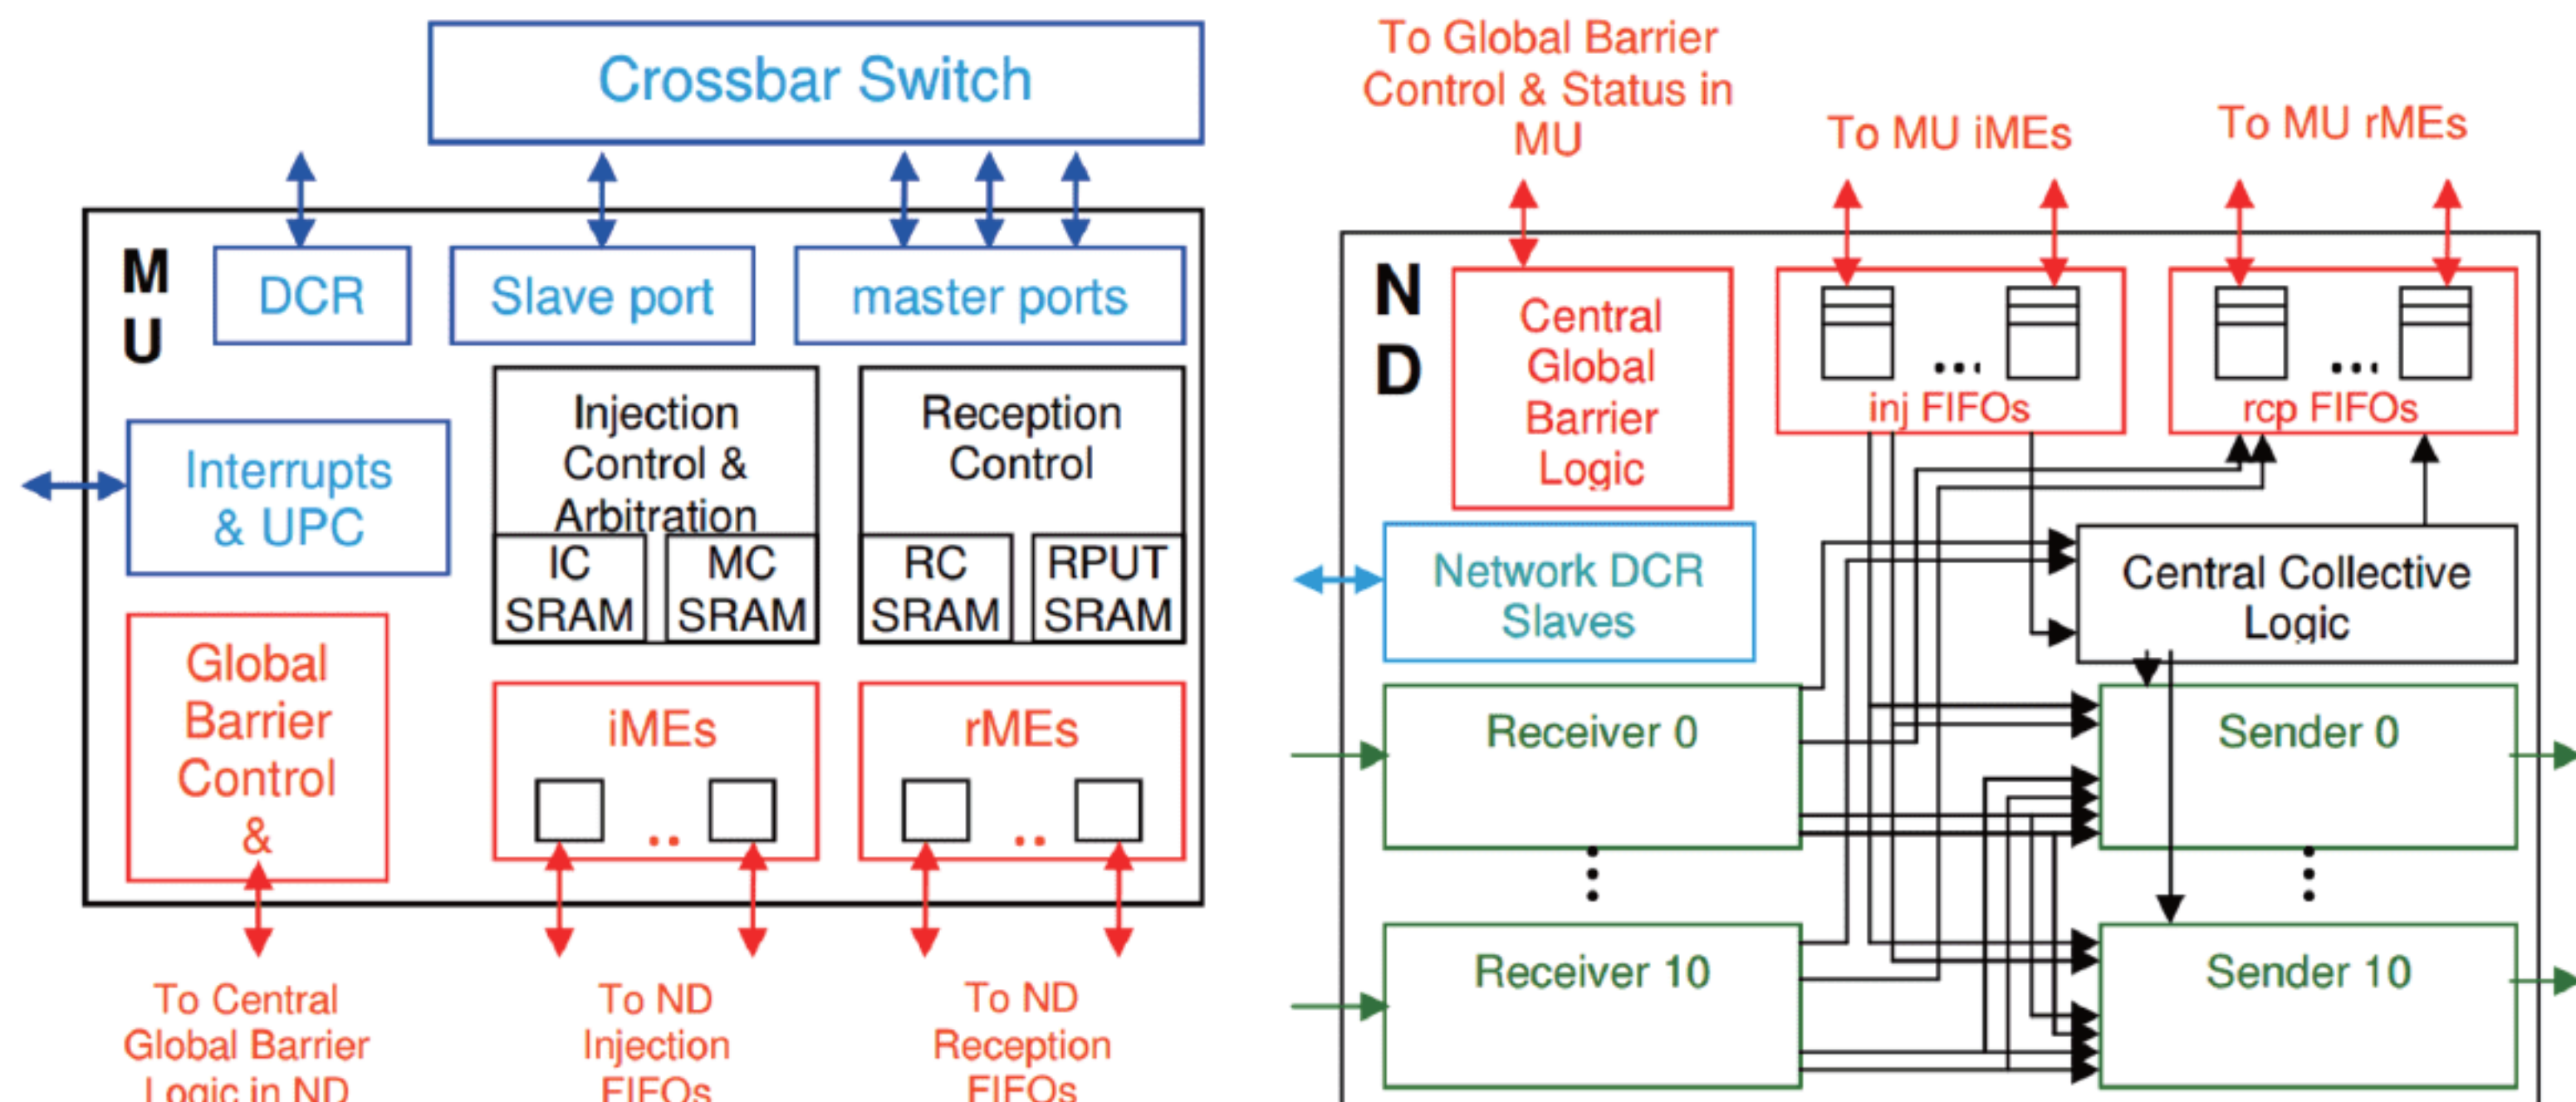 Crossbar Switch
M
U
DCR
Slave port
master ports
Interrupts
& UPC
Injection
Control &
Arbitration
IC
SRAM
MC
SRAM
Reception
Control
RC
SRAM
RPUT
SRAM
Global
Barrier
Control
&
iMEs
rMEs
To Central
Global Barrier
Logic in ND
To ND
Injection
FIFOs
To ND
Reception
FIFOs
To Global Barrier
Control & Status in
MU
To MU iMEs
To MU rMEs
N
D
Central
Global
Barrier
Logic
inj FIFOs
rcp FIFOs
Network DCR
Slaves
Central Collective
Logic
Receiver 0
Sender 0
Receiver 10
Sender 10